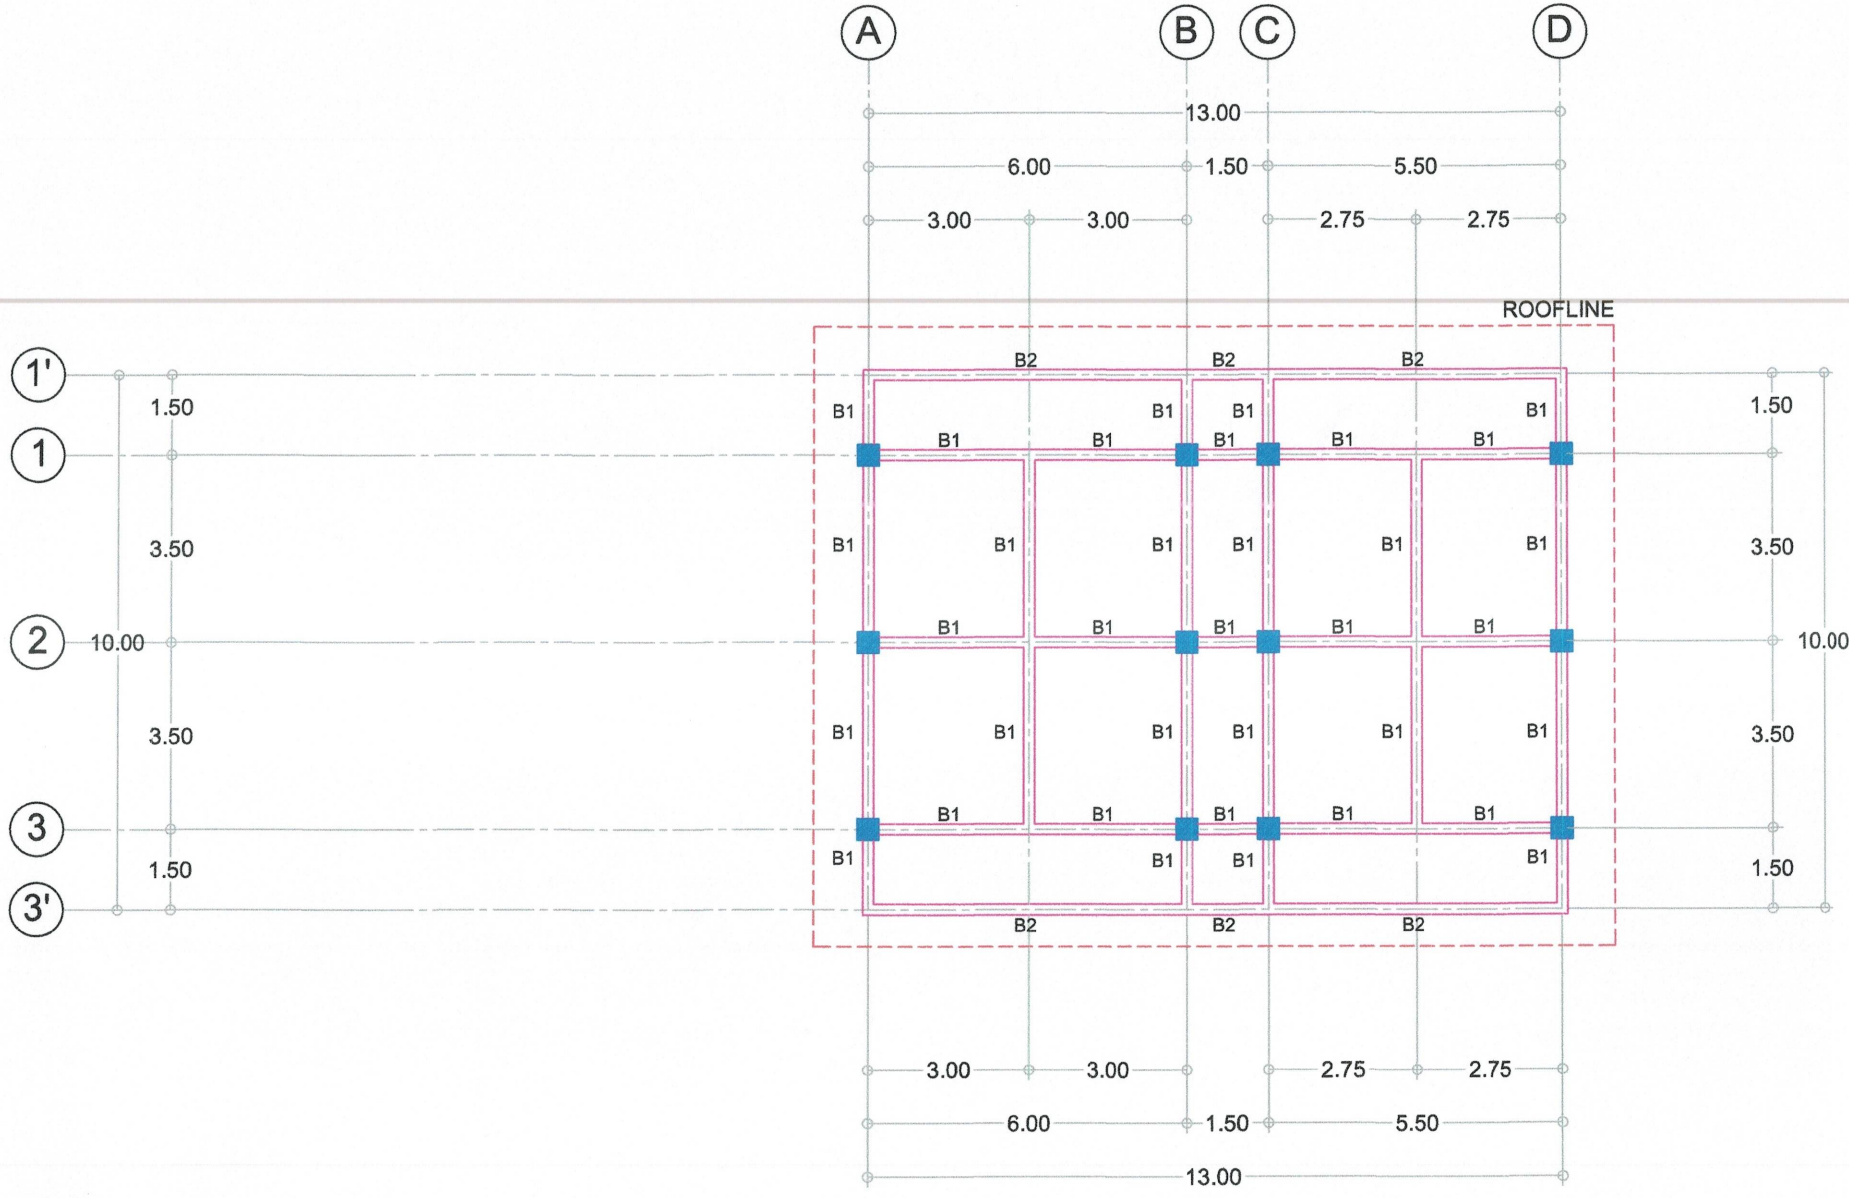 A B C D
13.00
6.00 1.50 5.50
3.00 3.00 2.75 2.75
ROOFLINE
1' B2 B2 B2
1.50 B1 B1 B1 B1 1.50
1 B1 B1 B1 B1 B1
3.50 B1 B1 B1 B1 B1 B1 3.50
2 10.00 B1 B1 B1 B1 B1 10.00
3.50 B1 B1 B1 B1 B1 B1 3.50
3 B1 B1 B1 B1 B1
1.50 B1 B1 B1 B1 1.50
3' B2 B2 B2
3.00 3.00 2.75 2.75
6.00 1.50 5.50
13.00